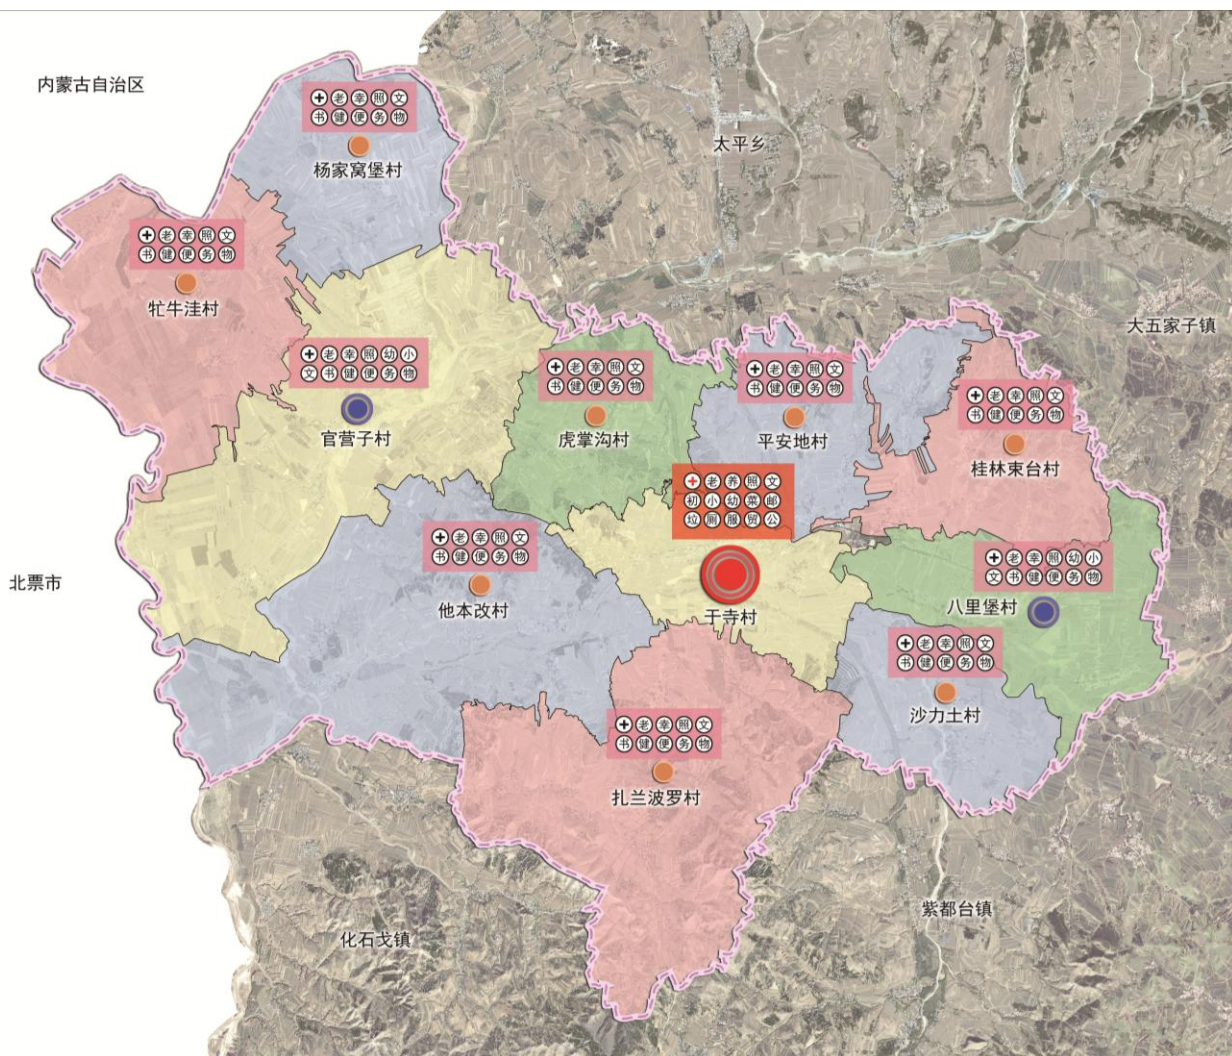 内蒙古自治区
老幸照文
书健便务物
杨家窝堡村
太平乡
老幸照文
书健便务物
牤牛洼村
大五家子镇
老幸照幼小
文书健便务物
官营子村
老幸照文
书健便务物
虎掌沟村
老幸照文
书健便务物
平安地村
老幸照文
书健便务物
桂林束台村
老养照文
初小幼菜邮
垃厕服贸公
于寺村
老幸照文
书健便务物
他本改村
北票市
老幸照幼小
文书健便务物
八里堡村
老幸照文
书健便务物
沙力土村
老幸照文
书健便务物
扎兰波罗村
紫都台镇
化石戈镇